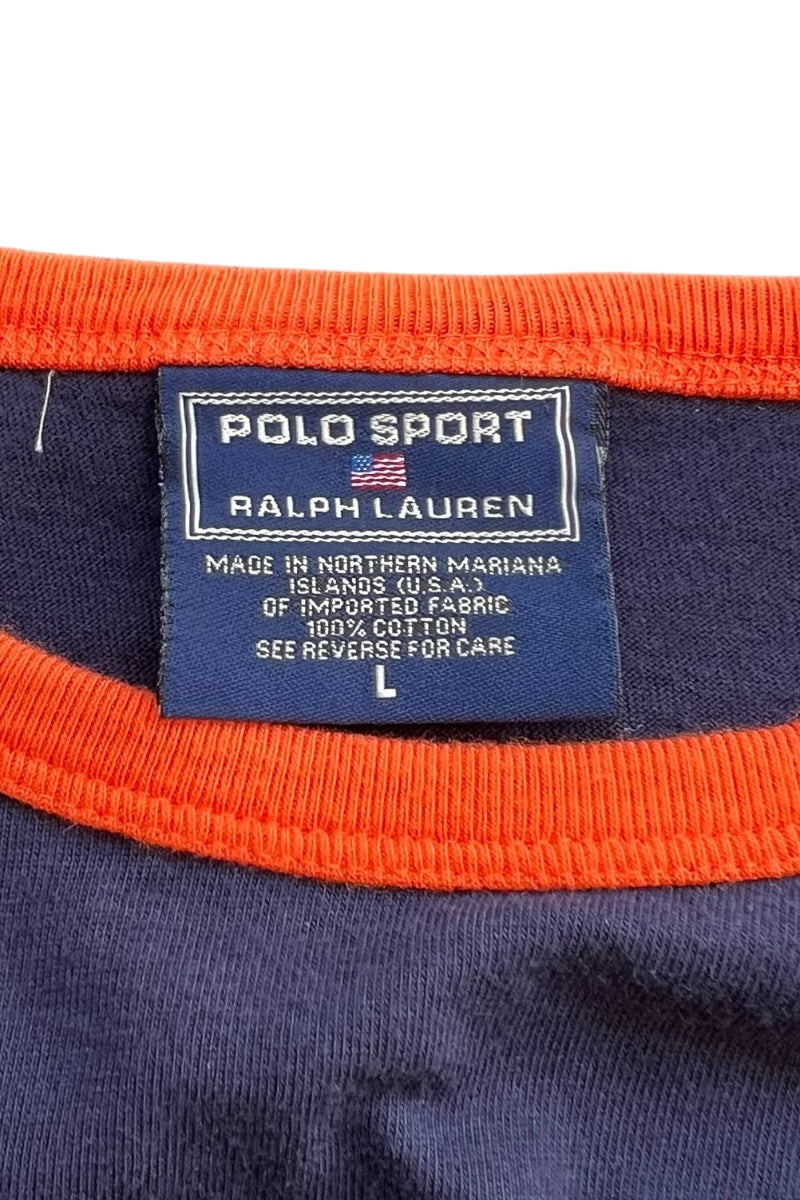 POLO SPORT
RALPH LAUREN
MADE IN NORTHERN MARIANA
ISLANDS (U.S.A.)
OF IMPORTED FABRIC
100% COTTON
SEE REVERSE FOR CARE
L